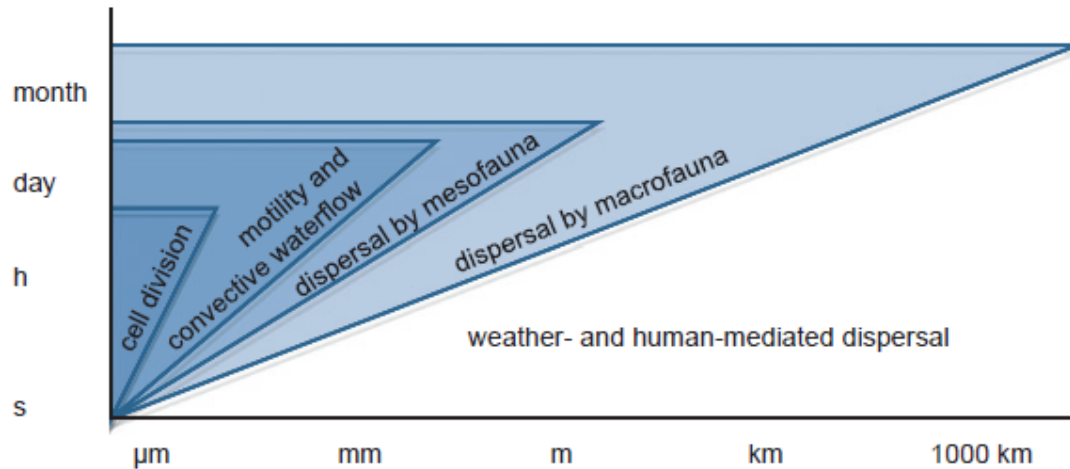 month
day
h
s
cell division
motility and
convective waterflow
dispersal by mesofauna
dispersal by macrofauna
weather- and human-mediated dispersal
µm
mm
m
km
1000 km